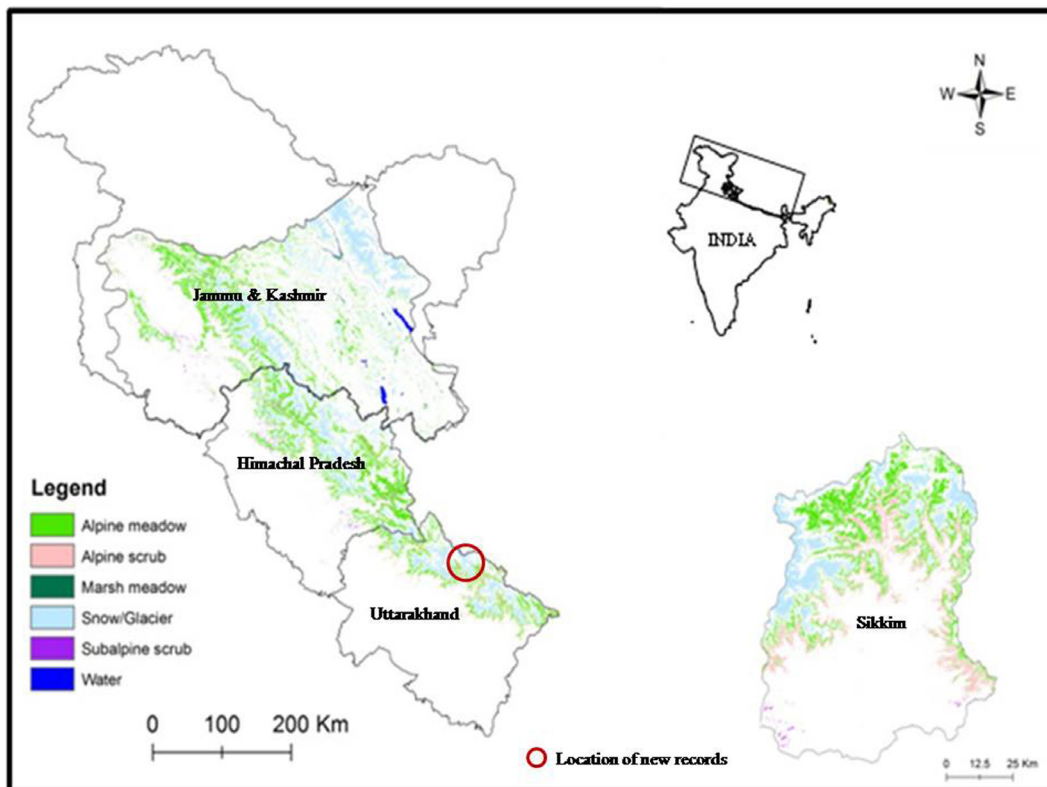 N
W E
S
INDIA
Jammu & Kashmir
Himachal Pradesh
Uttarakhand
Sikkim
Legend
Alpine meadow
Alpine scrub
Marsh meadow
Snow/Glacier
Subalpine scrub
Water
0 100 200 Km
Location of new records
0 12.5 25 Km